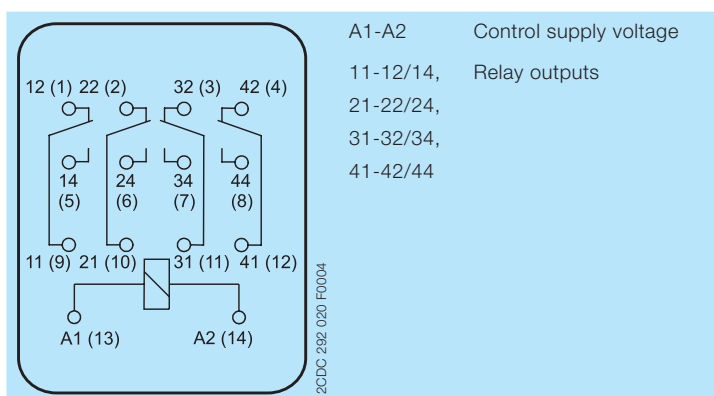 12 (1) 22 (2) 32 (3) 42 (4)
14 24 34 44
(5) (6) (7) (8)
11 (9) 21 (10) 31 (11) 41 (12)
A1 (13) A2 (14)
2CDC 292 020 F0004
A1-A2 Control supply voltage
11-12/14, Relay outputs
21-22/24,
31-32/34,
41-42/44